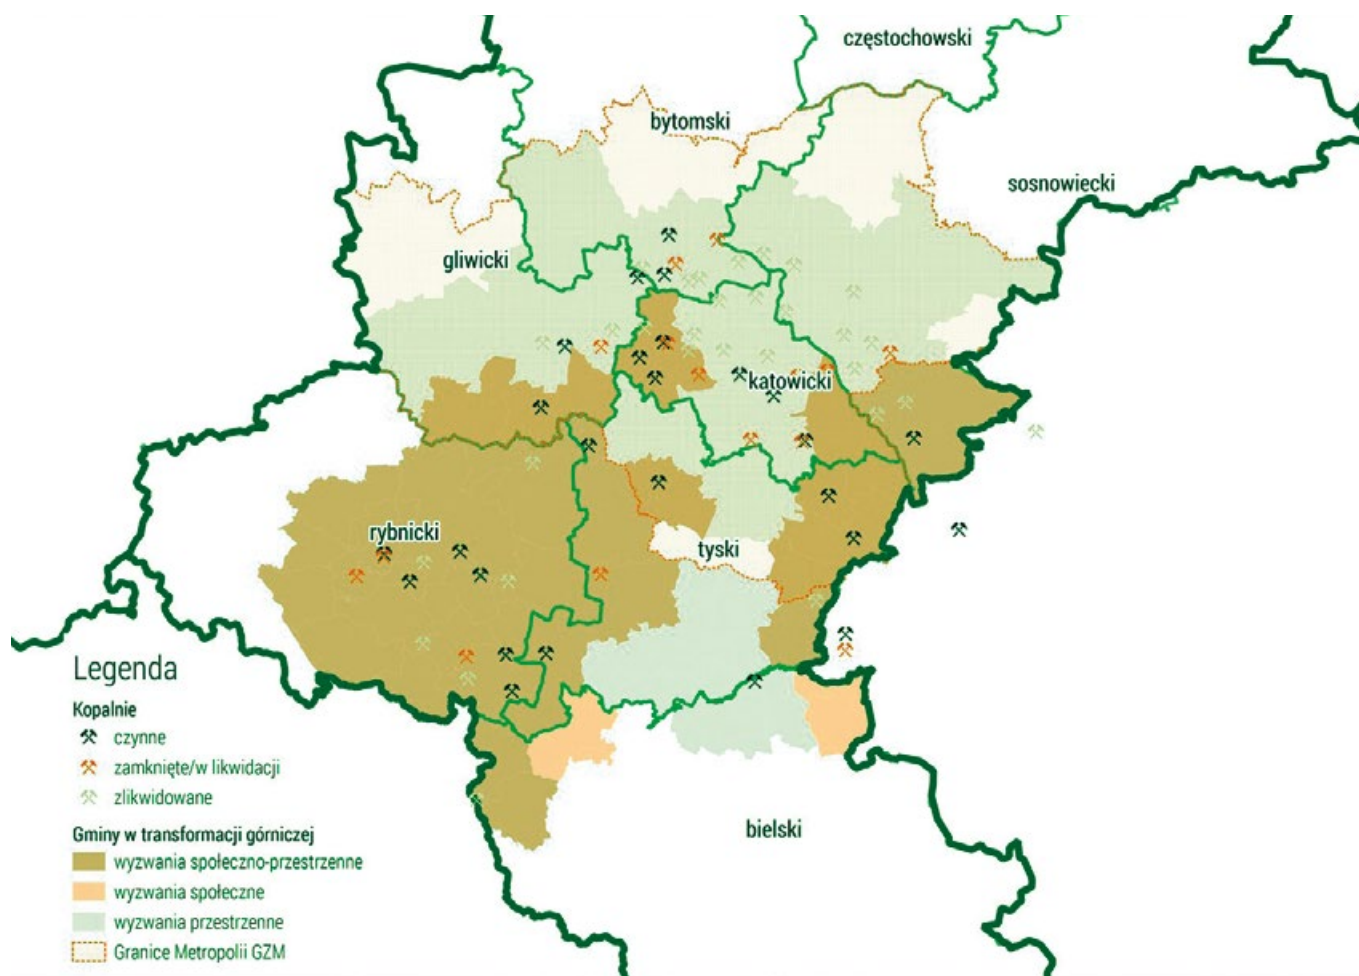 częstochowski
bytomski
sosnowiecki
gliwicki
katowicki
rybnicki
tyski
bielski
Legenda
Kopalnie
czynne
zamknięte/w likwidacji
zlikwidowane
Gminy w transformacji górniczej
wyzwania społeczno-przestrzenne
wyzwania społeczne
wyzwania przestrzenne
Granice Metropolii GZM